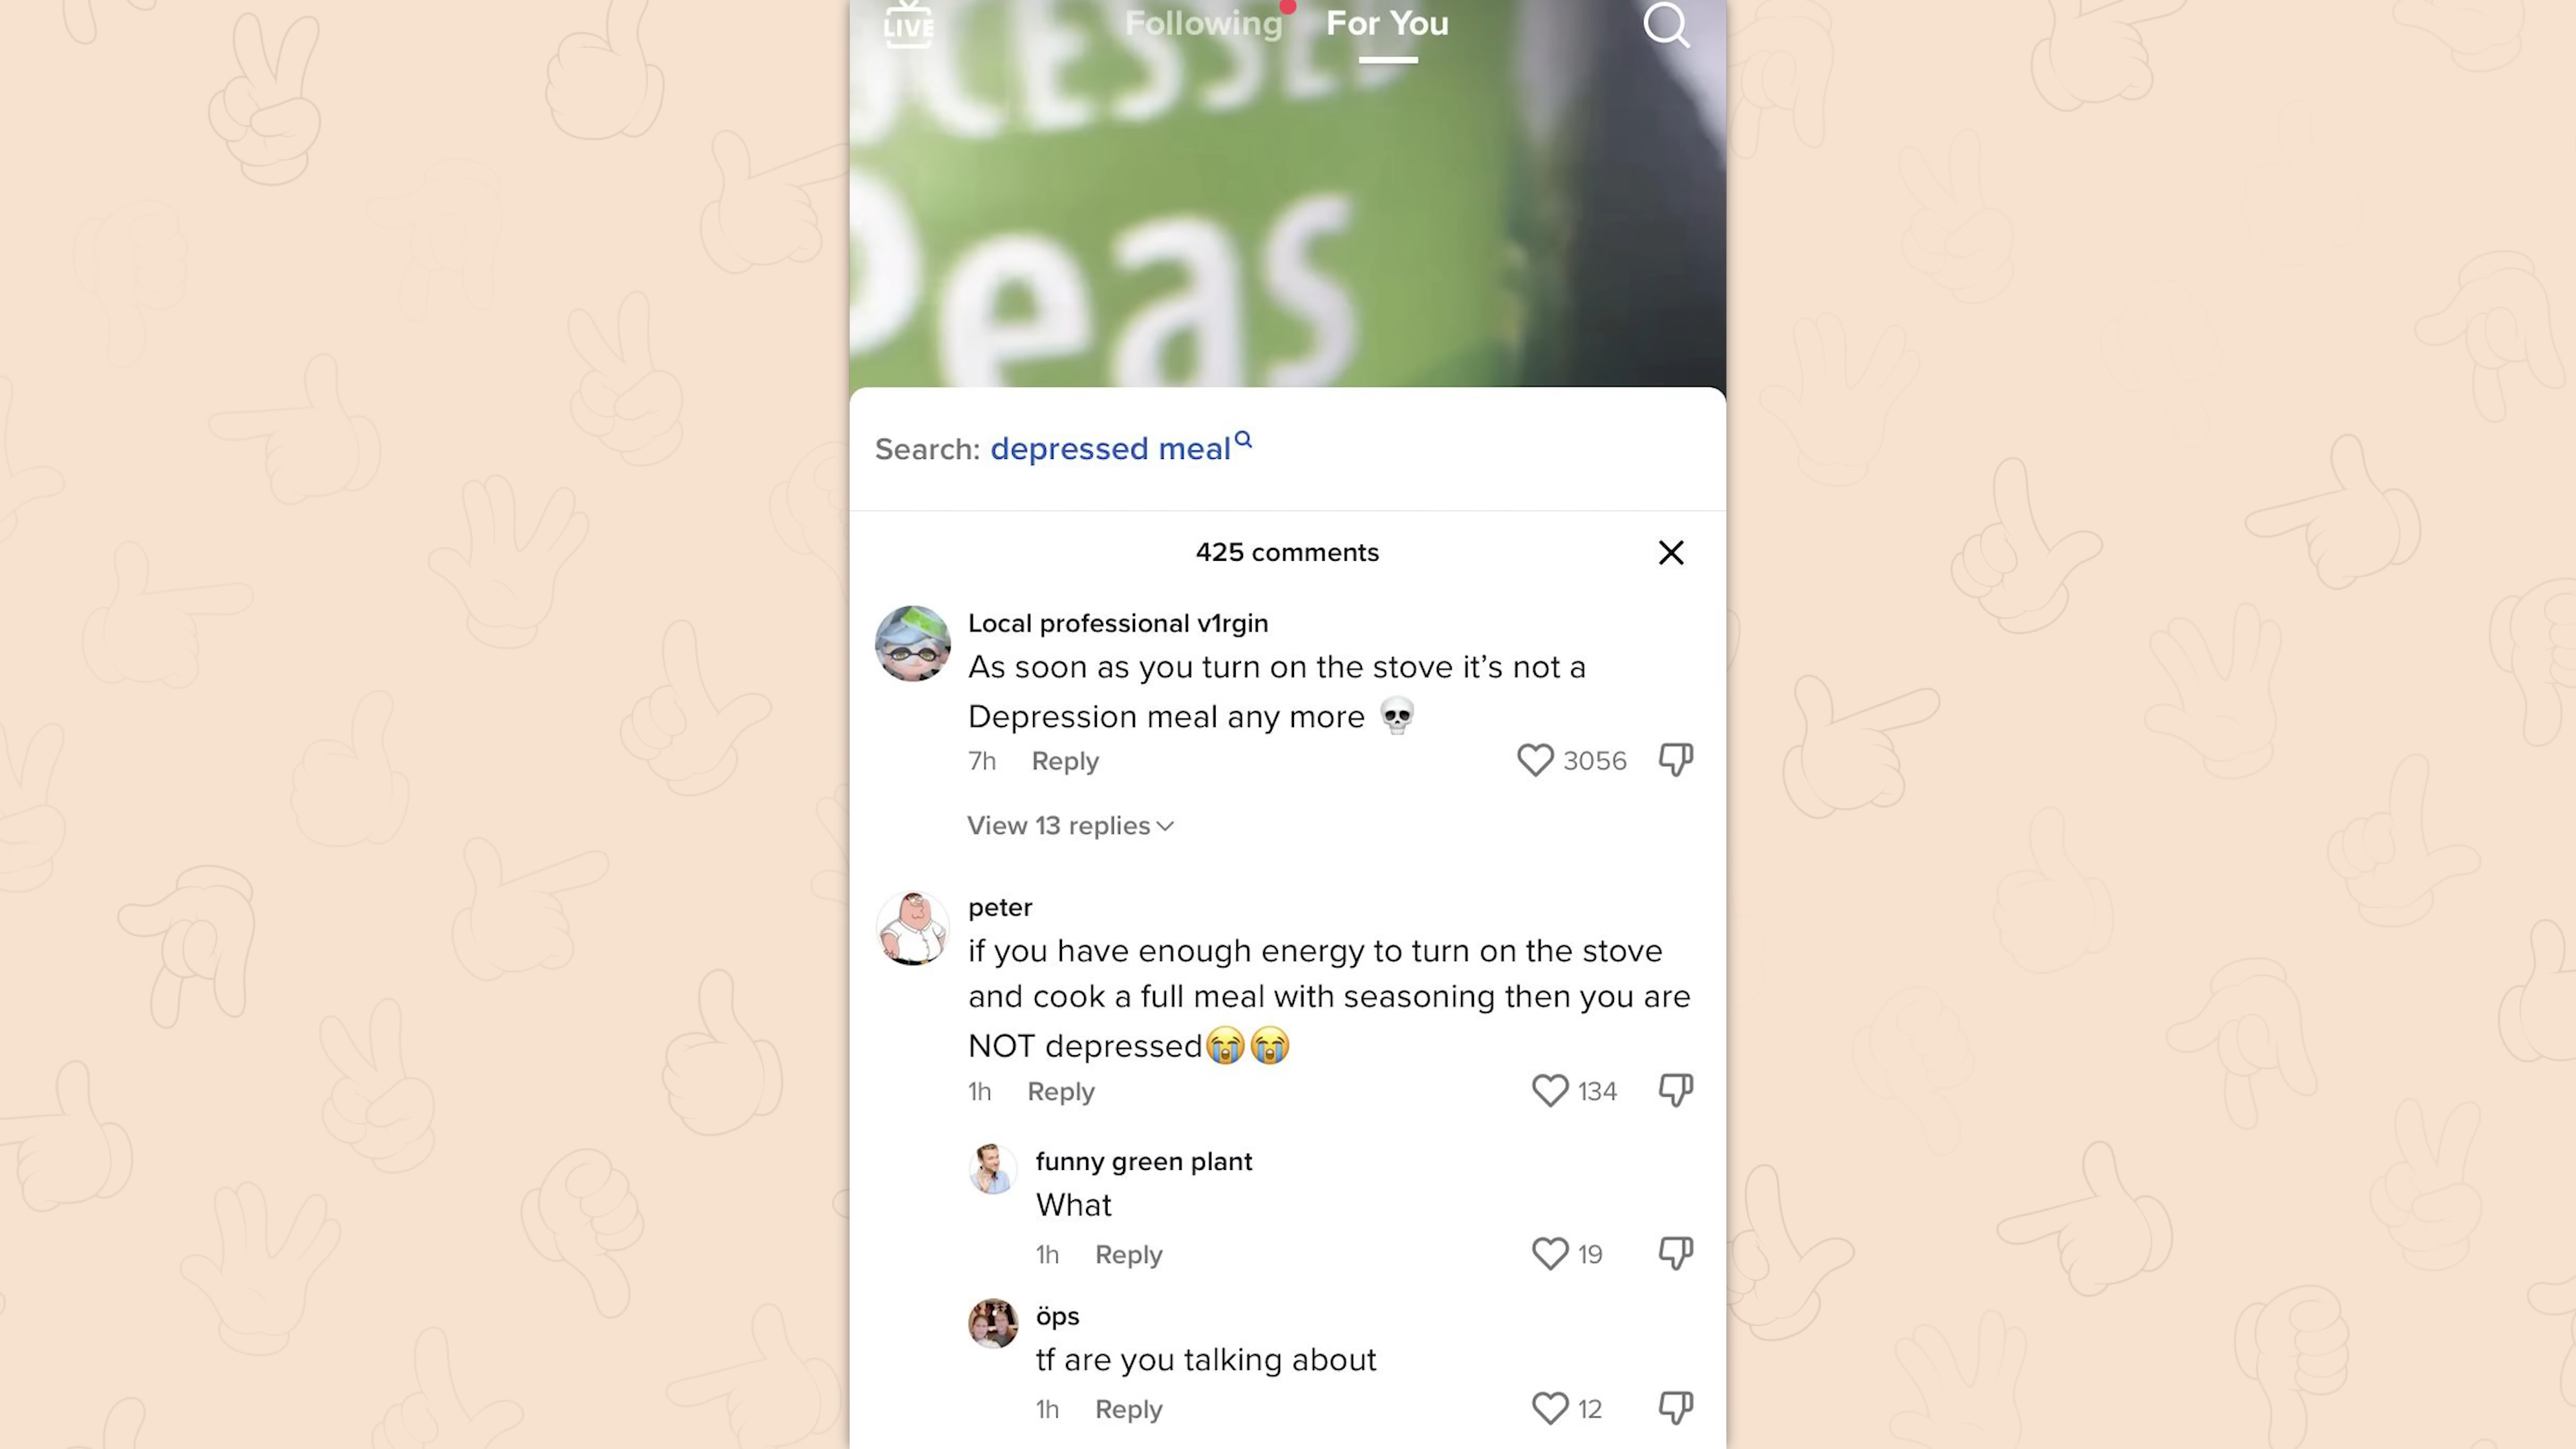 LIVE
Following For You
CESSED
Peas
Search: depressed meal
425 comments
Local professional v1rgin
As soon as you turn on the stove it’s not a
Depression meal any more 💀
7h Reply 3056
View 13 replies
peter
if you have enough energy to turn on the stove
and cook a full meal with seasoning then you are
NOT depressed😭😭
1h Reply 134
funny green plant
What
1h Reply 19
öps
tf are you talking about
1h Reply 12